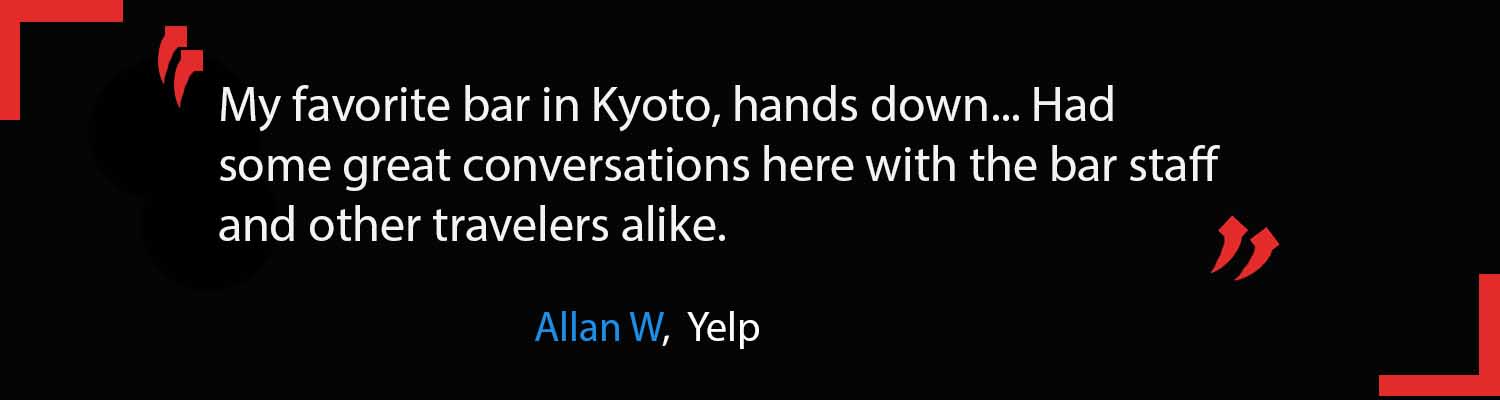 My favorite bar in Kyoto, hands down... Had
some great conversations here with the bar staff
and other travelers alike.
Allan W, Yelp